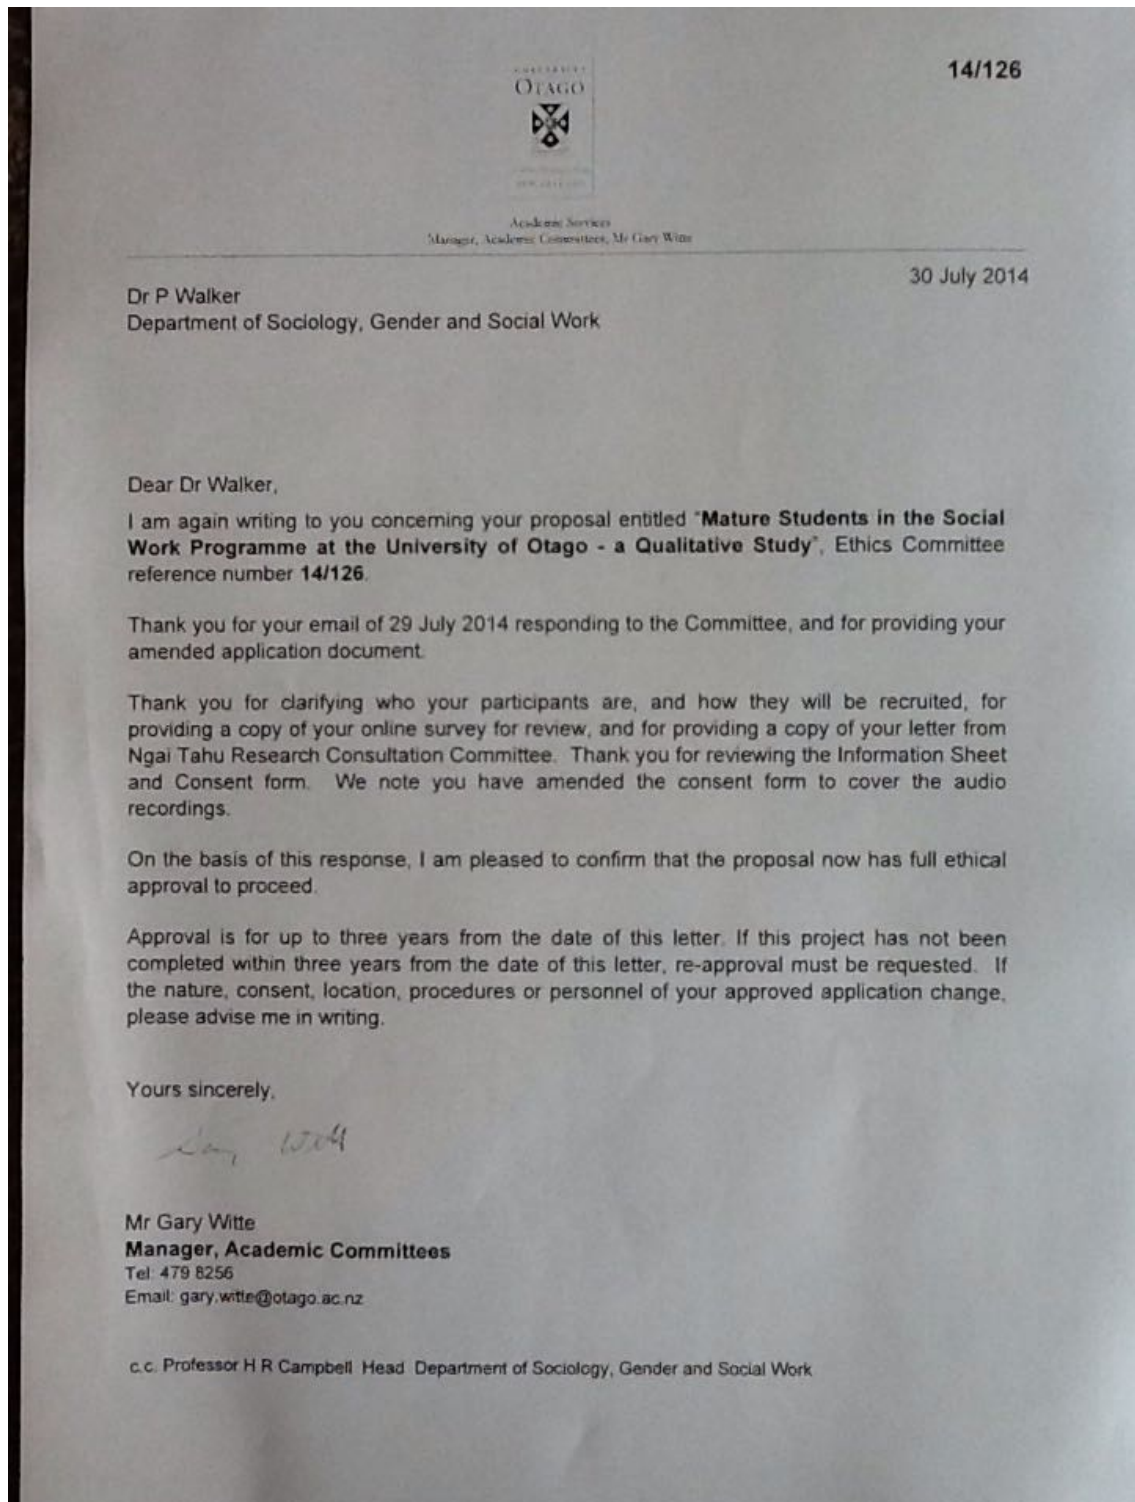 14/126
UNIVERSITY
OTAGO
NEW ZEALAND
Academic Services
Manager, Academic Committees, Mr Gary Witte
30 July 2014
Dr P Walker
Department of Sociology, Gender and Social Work
Dear Dr Walker,
I am again writing to you concerning your proposal entitled "Mature Students in the Social
Work Programme at the University of Otago - a Qualitative Study", Ethics Committee
reference number 14/126.
Thank you for your email of 29 July 2014 responding to the Committee, and for providing your
amended application document.
Thank you for clarifying who your participants are, and how they will be recruited, for
providing a copy of your online survey for review, and for providing a copy of your letter from
Ngai Tahu Research Consultation Committee. Thank you for reviewing the Information Sheet
and Consent form. We note you have amended the consent form to cover the audio
recordings.
On the basis of this response, I am pleased to confirm that the proposal now has full ethical
approval to proceed.
Approval is for up to three years from the date of this letter. If this project has not been
completed within three years from the date of this letter, re-approval must be requested. If
the nature, consent, location, procedures or personnel of your approved application change,
please advise me in writing.
Yours sincerely,
Gary Witte
Mr Gary Witte
Manager, Academic Committees
Tel: 479 8256
Email: gary.witte@otago.ac.nz
c.c. Professor H R Campbell Head Department of Sociology, Gender and Social Work